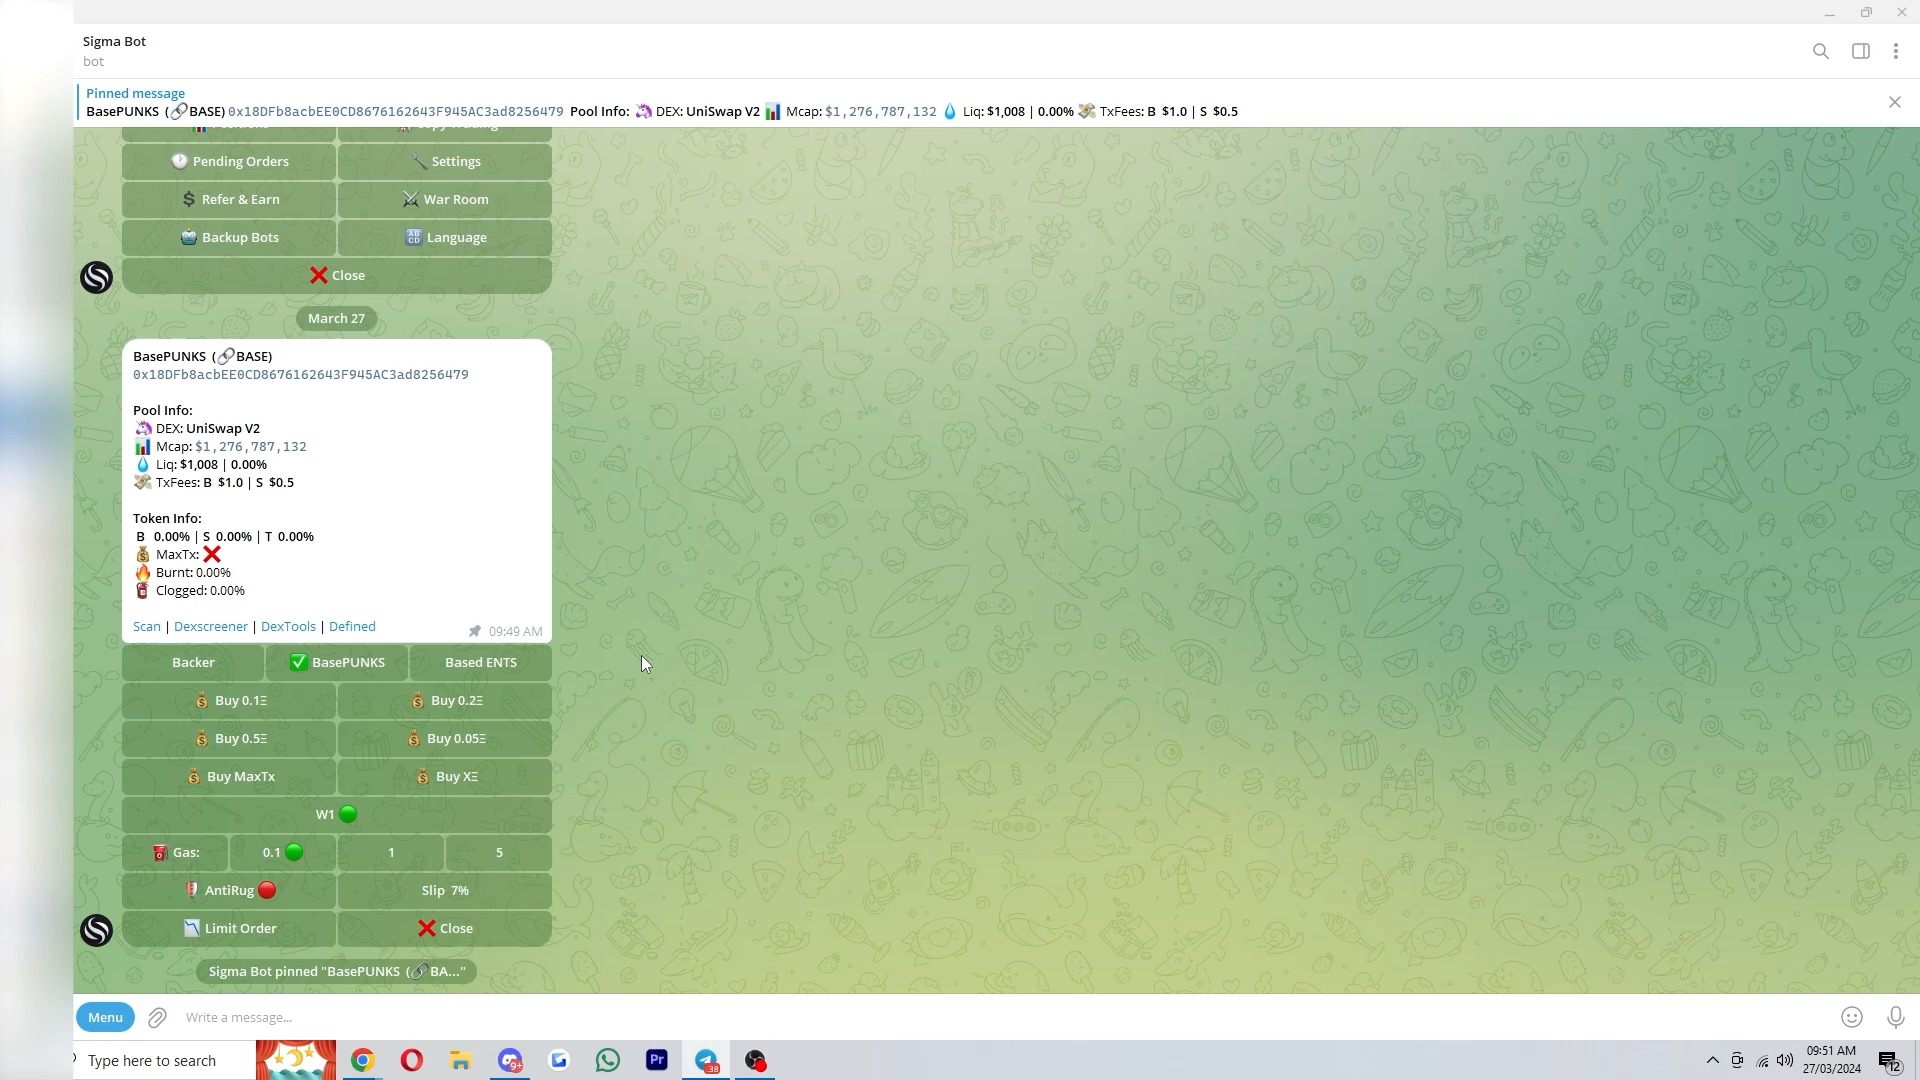 Sigma Bot
bot
Pinned message
BasePUNKS (🔗BASE) 0x18DFb8acbEE0CD8676162643F945AC3ad8256479 Pool Info: 🦄 DEX: UniSwap V2 📊 Mcap: $1,276,787,132 💧 Liq: $1,008 | 0.00% 💸 TxFees: B $1.0 | S $0.5
Pending Orders
Settings
Refer & Earn
War Room
Backup Bots
Language
❌ Close
March 27
BasePUNKS (🔗BASE)
0x18DFb8acbEE0CD8676162643F945AC3ad8256479
Pool Info:
🦄 DEX: UniSwap V2
📊 Mcap: $1,276,787,132
💧 Liq: $1,008 | 0.00%
💸 TxFees: B $1.0 | S $0.5
Token Info:
B 0.00% | S 0.00% | T 0.00%
💰 MaxTx: ❌
🔥 Burnt: 0.00%
🧯 Clogged: 0.00%
Scan | Dexscreener | DexTools | Defined
09:49 AM
Backer
✅ BasePUNKS
Based ENTS
💰 Buy 0.1Ξ
💰 Buy 0.2Ξ
💰 Buy 0.5Ξ
💰 Buy 0.05Ξ
💰 Buy MaxTx
💰 Buy XΞ
W1 🟢
⛽ Gas:
0.1 🟢
1
5
AntiRug 🔴
Slip 7%
📉 Limit Order
❌ Close
Sigma Bot pinned "BasePUNKS (🔗BA..."
Menu
Write a message...
Type here to search
9+
Pr
38
09:51 AM
27/03/2024
12